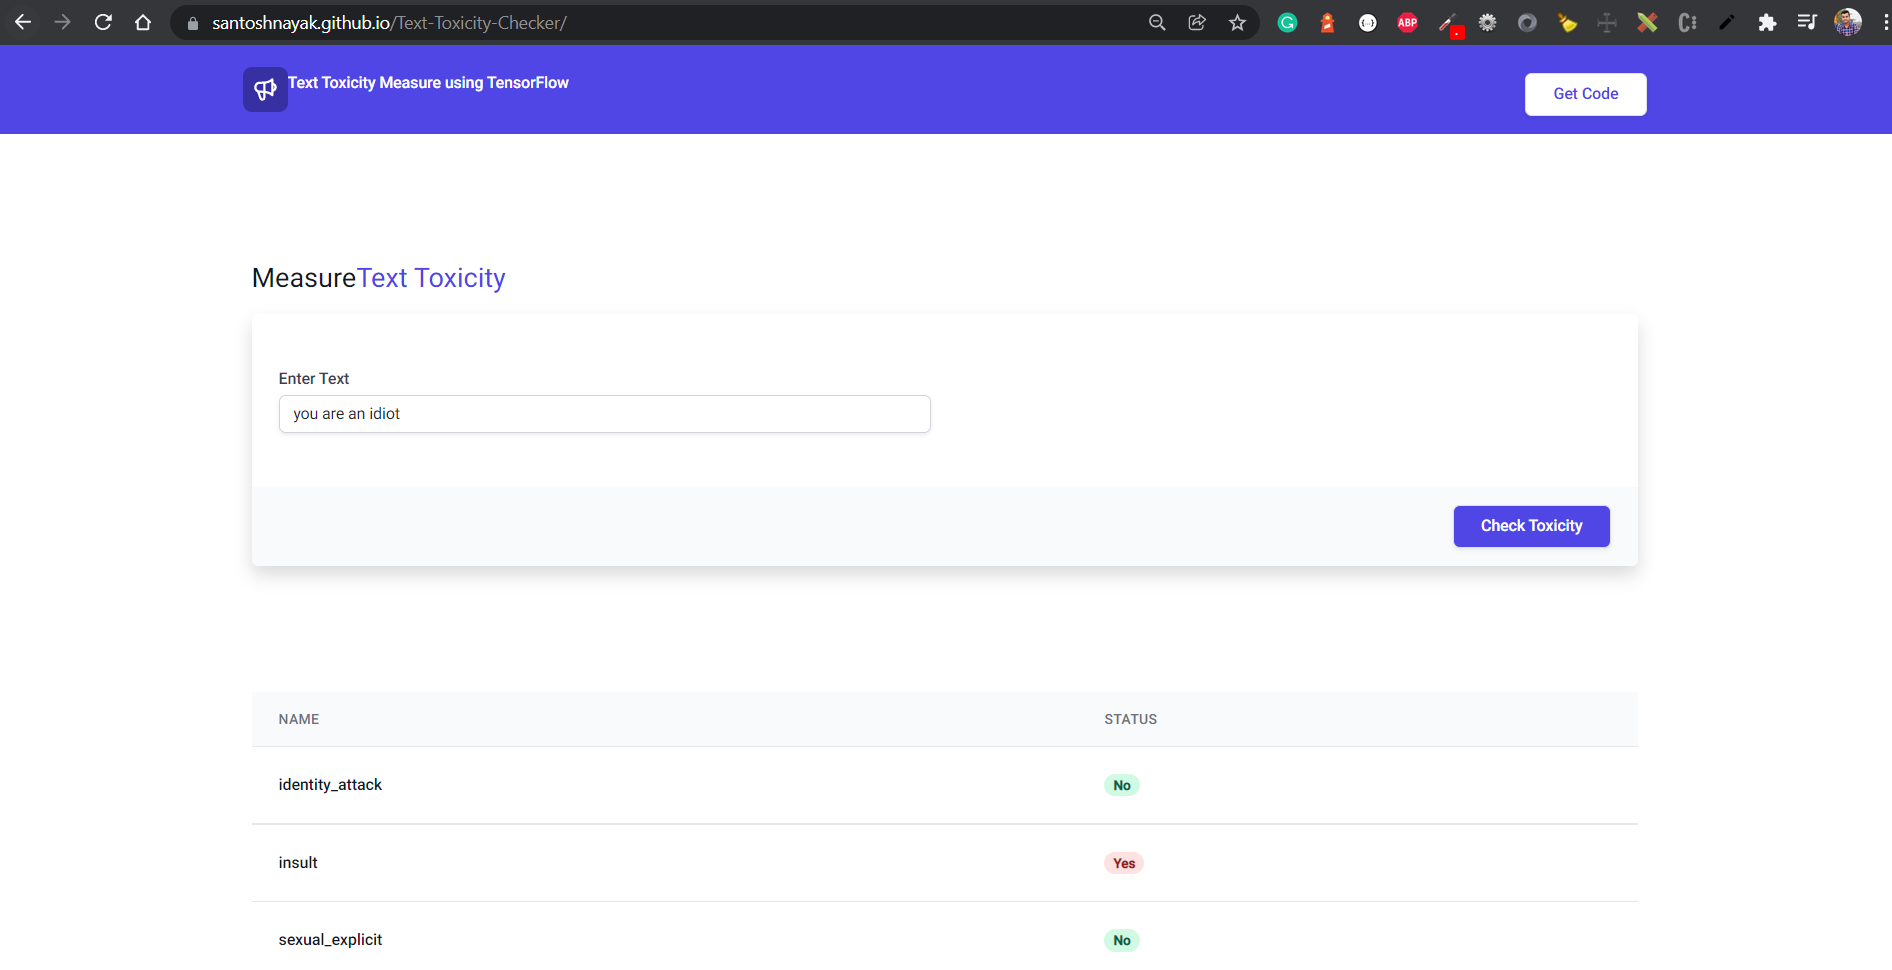 santoshnayak.github.io/Text-Toxicity-Checker/
ABP
Text Toxicity Measure using TensorFlow
Get Code
MeasureText Toxicity
Enter Text
you are an idiot
Check Toxicity
NAME STATUS
identity_attack No
insult Yes
sexual_explicit No